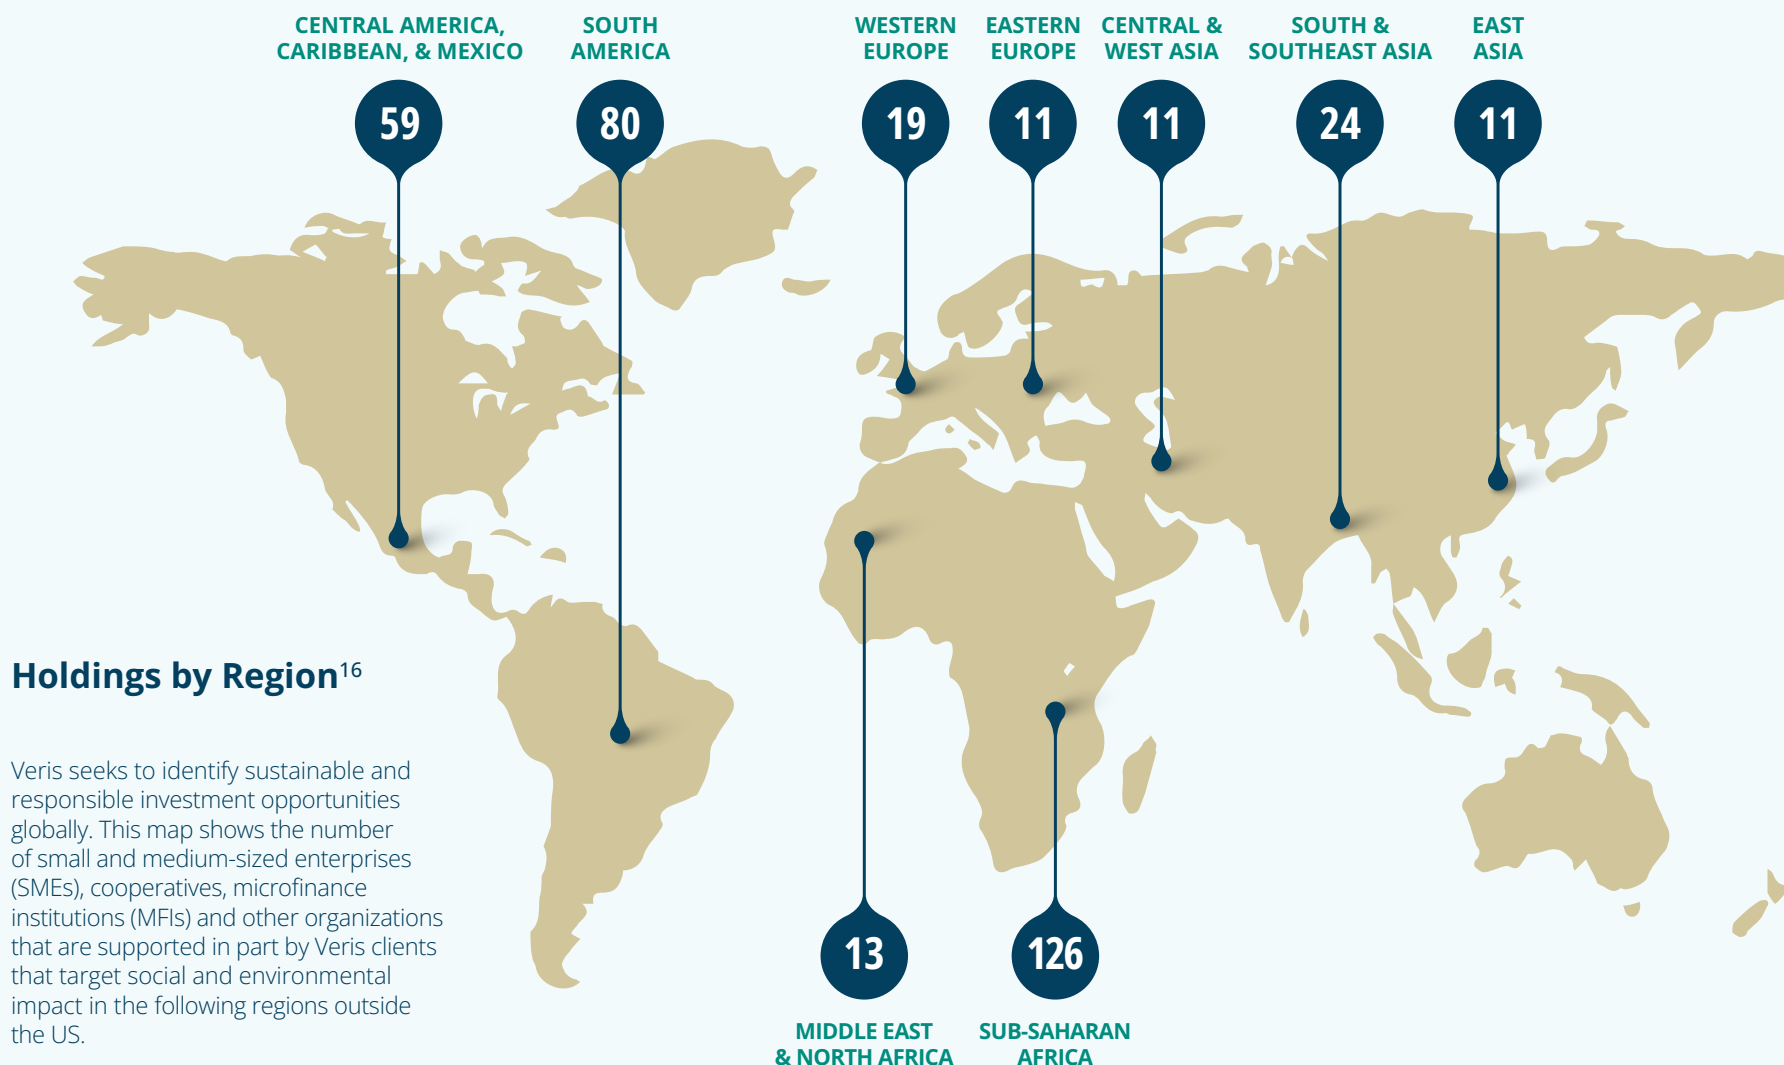 CENTRAL AMERICA,
CARIBBEAN, & MEXICO
59
SOUTH
AMERICA
80
WESTERN
EUROPE
19
EASTERN
EUROPE
11
CENTRAL &
WEST ASIA
11
SOUTH &
SOUTHEAST ASIA
24
EAST
ASIA
11
Holdings by Region16
Veris seeks to identify sustainable and
responsible investment opportunities
globally. This map shows the number
of small and medium-sized enterprises
(SMEs), cooperatives, microfinance
institutions (MFIs) and other organizations
that are supported in part by Veris clients
that target social and environmental
impact in the following regions outside
the US.
13
MIDDLE EAST
& NORTH AFRICA
126
SUB-SAHARAN
AFRICA